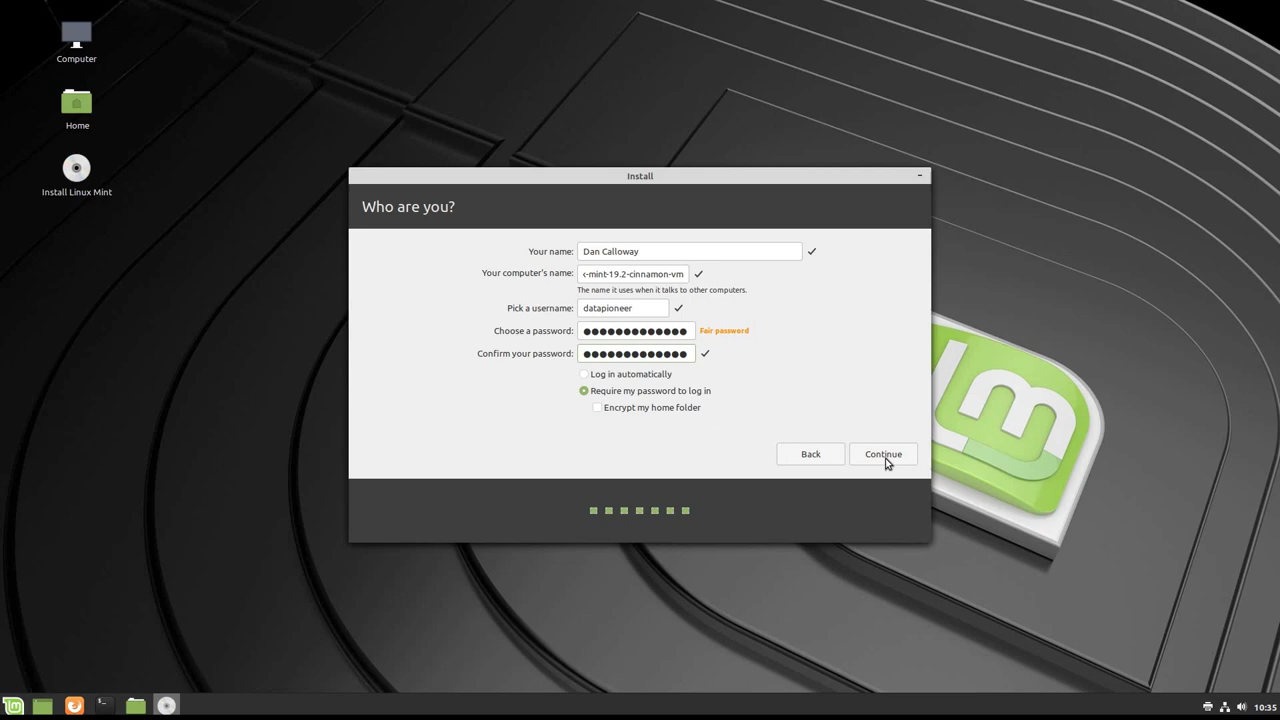 Computer
Home
Install Linux Mint
Install
Who are you?
Your name: Dan Calloway
Your computer's name: x-mint-19.2-cinnamon-vm
The name it uses when it talks to other computers.
Pick a username: datapioneer
Choose a password: ●●●●●●●●●●●●● Fair password
Confirm your password: ●●●●●●●●●●●●●
Log in automatically
Require my password to log in
Encrypt my home folder
Back Continue
10:35